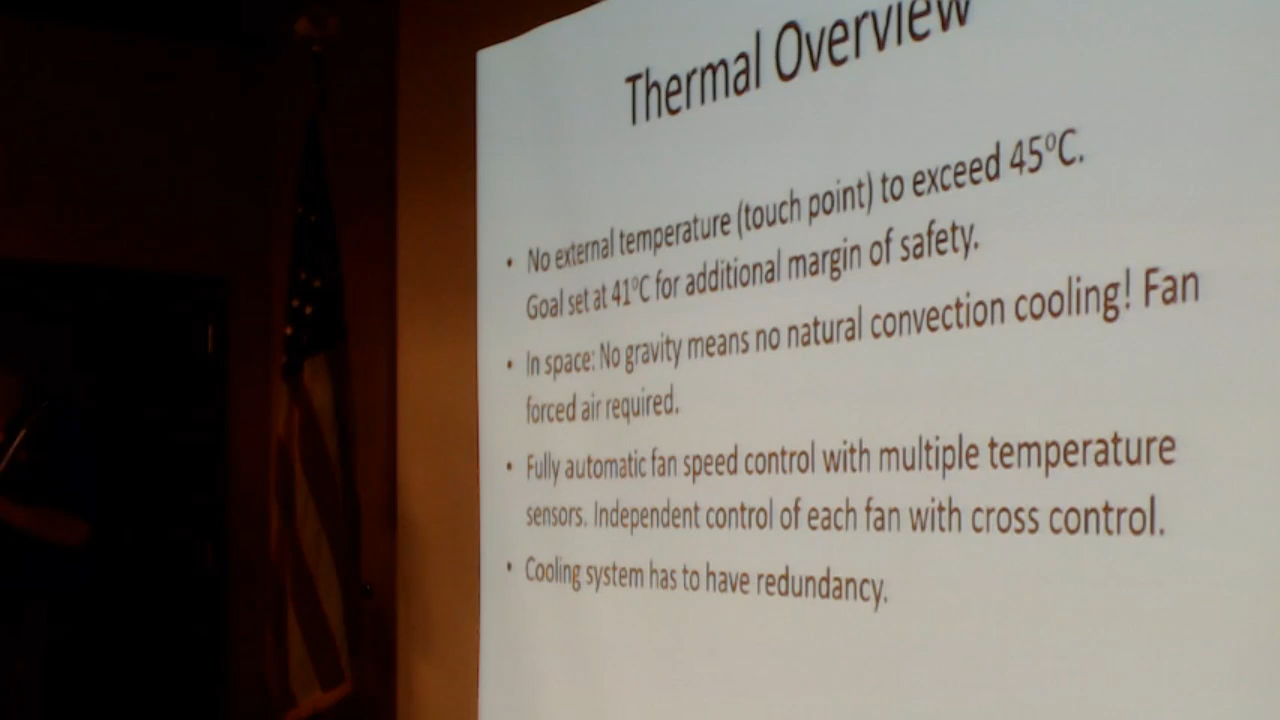 Thermal Overview
• No external temperature (touch point) to exceed 45ºC.
Goal set at 41ºC for additional margin of safety.
• In space: No gravity means no natural convection cooling! Fan
forced air required.
• Fully automatic fan speed control with multiple temperature
sensors. Independent control of each fan with cross control.
• Cooling system has to have redundancy.